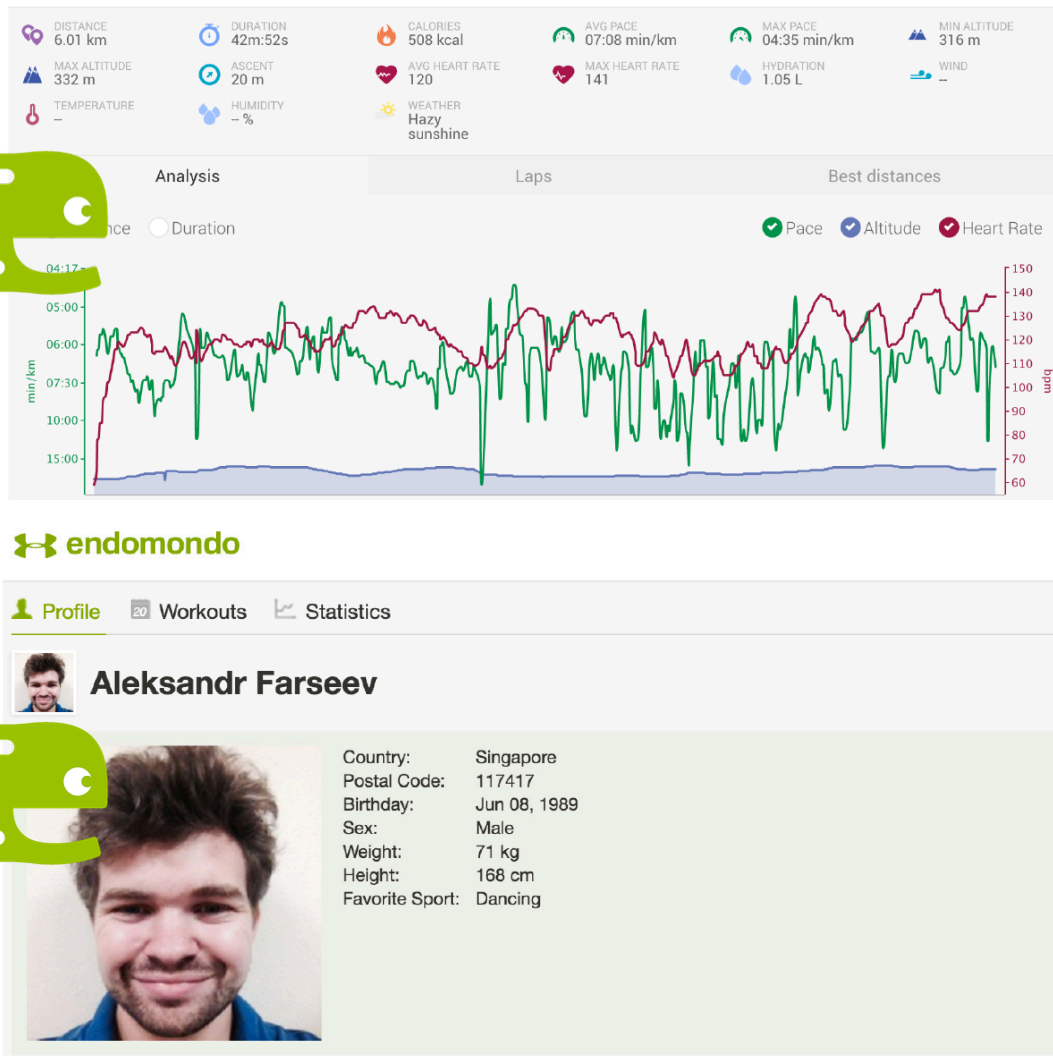 DISTANCE DURATION CALORIES AVG PACE MAX PACE MIN ALTITUDE
6.01 km 42m:52s 508 kcal 07:08 min/km 04:35 min/km 316 m
MAX ALTITUDE ASCENT AVG HEART RATE MAX HEART RATE HYDRATION WIND
332 m 20 m 120 141 1.05 L --
TEMPERATURE HUMIDITY WEATHER
-- -- % Hazy
sunshine
Analysis Laps Best distances
nce Duration Pace Altitude Heart Rate
04:17 150
140
05:00 130
06:00 120
110
07:30 100
min/km bpm
90
10:00
80
15:00 70
60
endomondo
Profile 20 Workouts Statistics
Aleksandr Farseev
Country: Singapore
Postal Code: 117417
Birthday: Jun 08, 1989
Sex: Male
Weight: 71 kg
Height: 168 cm
Favorite Sport: Dancing